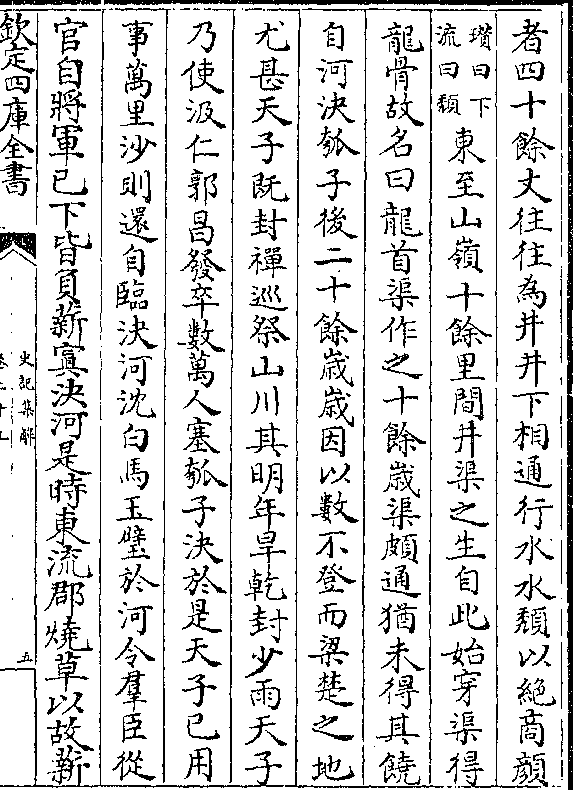 者四十餘丈往往為井井下相通行水水頹以絶商顔
瓚曰下
流曰頽
東至山嶺十餘里間井渠之生自此始穿渠得
龍骨故名曰龍首渠作之十餘歳渠頗通猶未得其饒
自河決瓠子後二十餘歳歳因以數不登而梁楚之地
尤甚天子既封禪巡祭山川其明年旱乾封少雨天子
乃使汲仁郭昌發卒數萬人塞瓠子決於是天子已用
事萬里沙則還自臨決河沈白馬玉璧於河令羣臣從
官自將軍已下皆負薪窴決河是時東流郡燒草以故薪
欽定四庫全書
史記集解
卷二十九
五